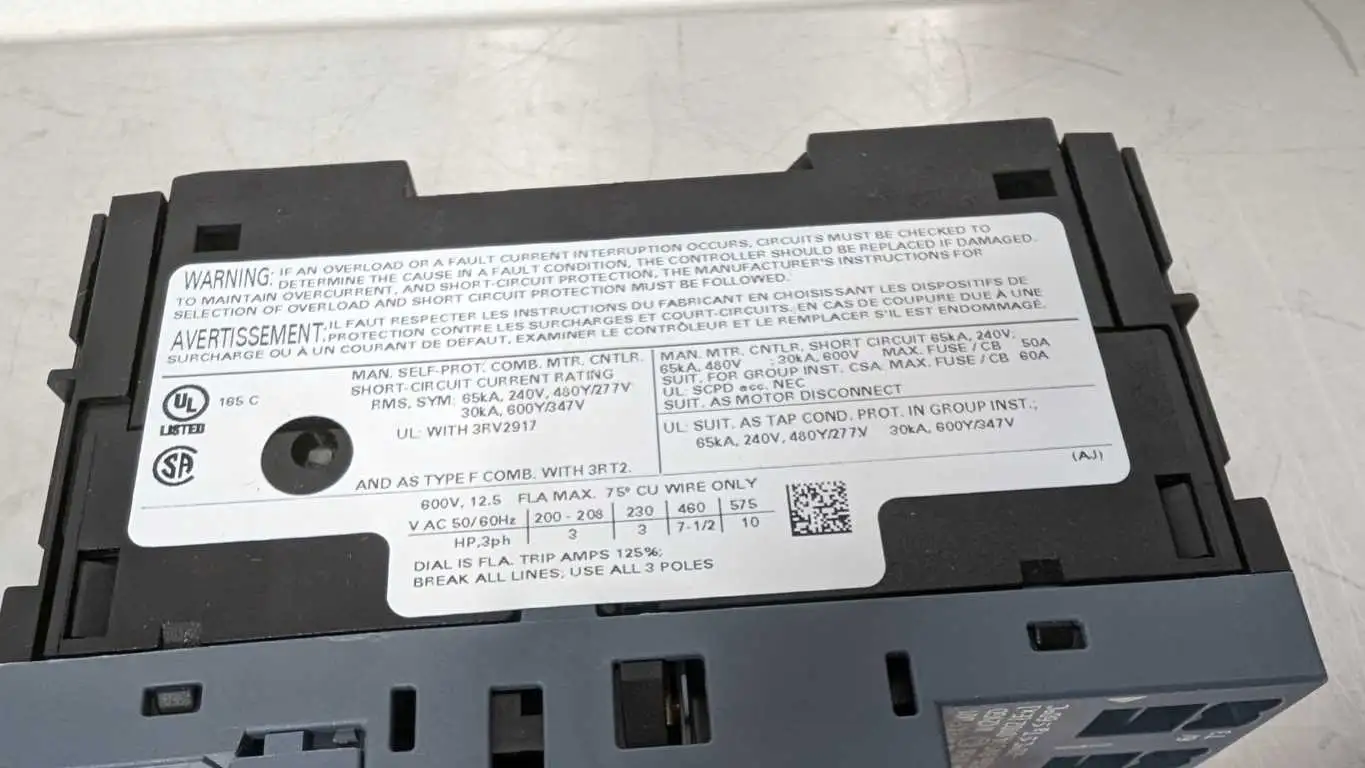 WARNING: IF AN OVERLOAD OR A FAULT CURRENT INTERRUPTION OCCURS, CIRCUITS MUST BE CHECKED TO
DETERMINE THE CAUSE IN A FAULT CONDITION, THE CONTROLLER SHOULD BE REPLACED IF DAMAGED.
TO MAINTAIN OVERCURRENT, AND SHORT-CIRCUIT PROTECTION, THE MANUFACTURER'S INSTRUCTIONS FOR
SELECTION OF OVERLOAD AND SHORT CIRCUIT PROTECTION MUST BE FOLLOWED.
AVERTISSEMENT: IL FAUT RESPECTER LES INSTRUCTIONS DU FABRICANT EN CHOISISSANT LES DISPOSITIFS DE
PROTECTION CONTRE LES SURCHARGES ET COURT-CIRCUITS. EN CAS DE COUPURE DUE À UNE
SURCHARGE OU À UN COURANT DE DÉFAUT, EXAMINER LE CONTRÔLEUR ET LE REMPLACER S'IL EST ENDOMMAGÉ.
UL
LISTED
165 C
SA
MAN. SELF-PROT. COMB. MTR. CNTLR.
SHORT-CIRCUIT CURRENT RATING
RMS, SYM: 65kA, 240V, 480Y/277V
30kA, 600Y/347V
UL: WITH 3RV2917
AND AS TYPE F COMB. WITH 3RT2.
MAN. MTR. CNTLR, SHORT CIRCUIT 65kA, 240V;
65kA, 480V ; 30kA, 600V MAX. FUSE / CB 50A
SUIT. FOR GROUP INST. CSA. MAX. FUSE / CB 60A
UL: SCPD acc. NEC
SUIT. AS MOTOR DISCONNECT
UL: SUIT. AS TAP COND. PROT. IN GROUP INST.;
65kA, 240V, 480Y/277V 30kA, 600Y/347V
(AJ)
600V, 12.5 FLA MAX. 75° CU WIRE ONLY
V AC 50/60Hz 200 - 208 230 460 575
HP,3ph 3 3 7-1/2 10
DIAL IS FLA. TRIP AMPS 125%;
BREAK ALL LINES; USE ALL 3 POLES